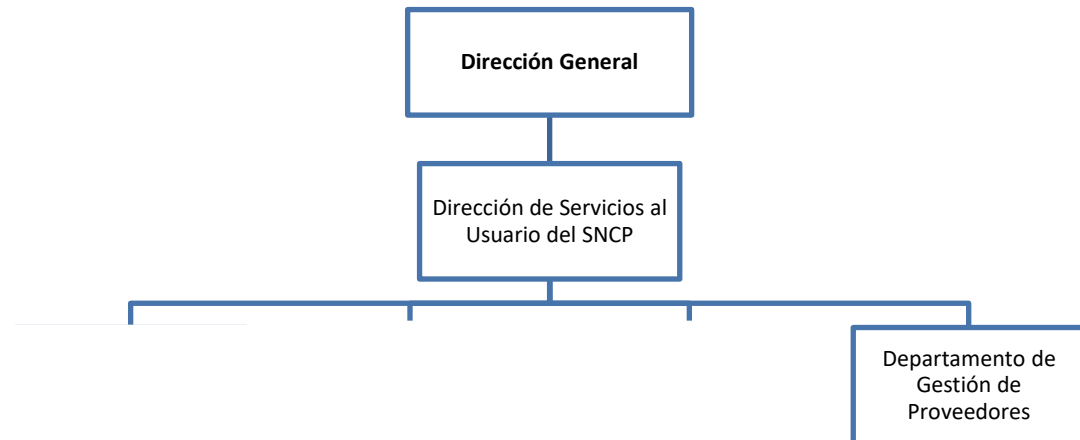 Dirección General
Dirección de Servicios al
Usuario del SNCP
Departamento de
Gestión de
Proveedores